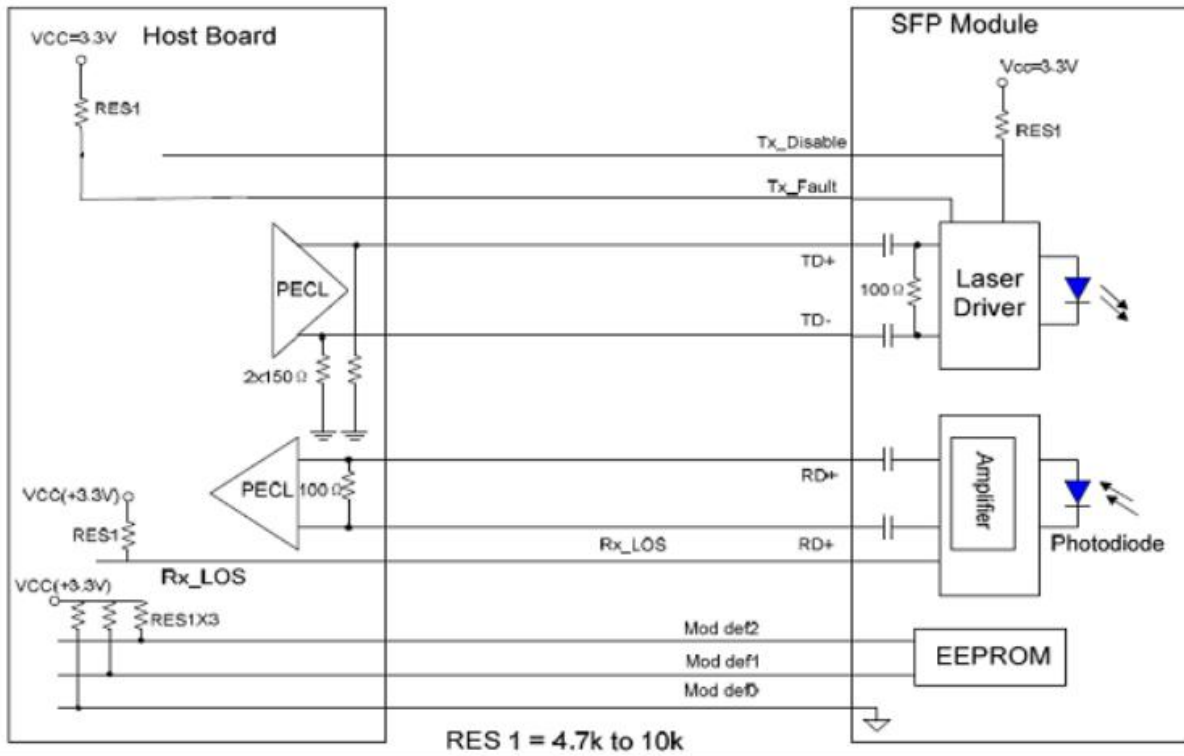 Host Board
VCC=3.3V
RES1
SFP Module
Vcc=3.3V
RES1
Tx_Disable
Tx_Fault
PECL
TD+
100 Ω
Laser
Driver
TD-
2x150 Ω
PECL
100 Ω
RD+
Amplifier
VCC(+3.3V)
RES1
Rx_LOS
RD+
Photodiode
Rx_LOS
VCC(+3.3V)
RES1X3
Mod def2
EEPROM
Mod def1
Mod def0
RES 1 = 4.7k to 10k